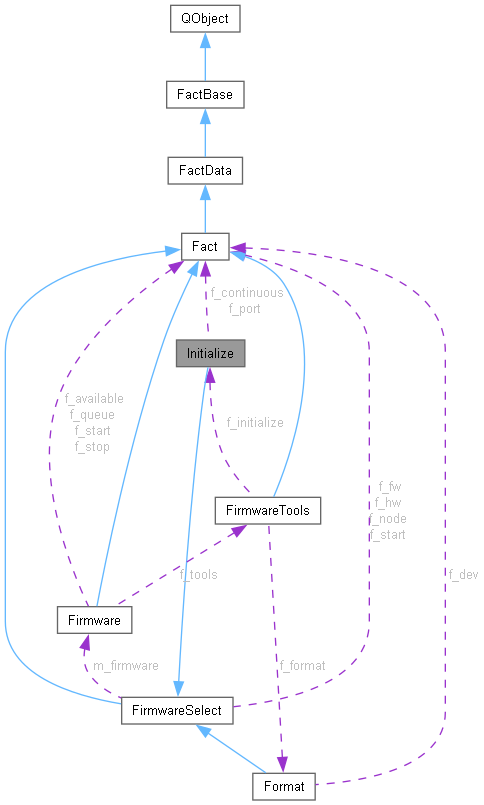 QObject
FactBase
FactData
Fact
f_continuous
f_port
Initialize
f_available
f_queue
f_start
f_stop
f_initialize
f_fw
f_hw
f_node
f_start
FirmwareTools
f_tools
f_dev
Firmware
m_firmware
f_format
FirmwareSelect
Format